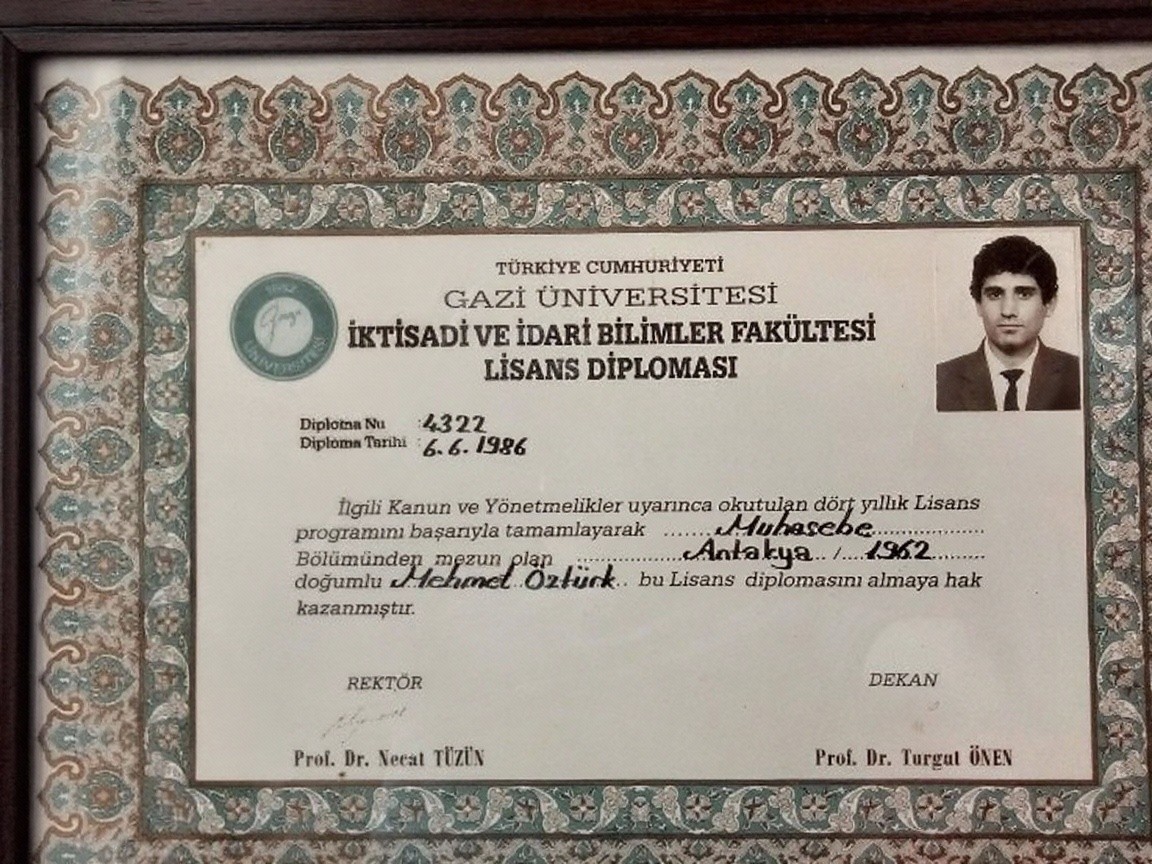 TÜRKİYE CUMHURİYETİ
GAZİ ÜNİVERSİTESİ
İKTİSADİ VE İDARİ BİLİMLER FAKÜLTESİ
LİSANS DİPLOMASI
Diploma Nu : 4322
Diploma Tarihi : 6.6.1986
İlgili Kanun ve Yönetmelikler uyarınca okutulan dört yıllık Lisans
programını başarıyla tamamlayarak ...... Muhasebe ......
Bölümünden mezun olan ...... Antakya .. / ... 1962 ......
doğumlu Mehmet Öztürk .. bu Lisans diplomasını almaya hak
kazanmıştır.
REKTÖR DEKAN
Prof. Dr. Necat TÜZÜN Prof. Dr. Turgut ÖNEN